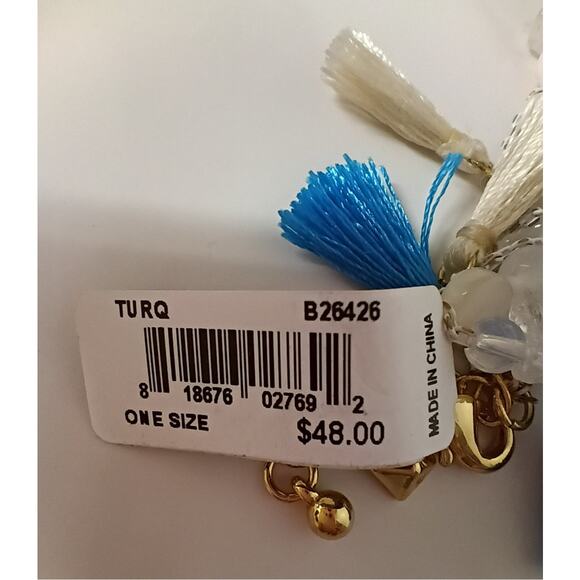 TURQ B26426
8 18676 02769 2
ONE SIZE $48.00
MADE IN CHINA